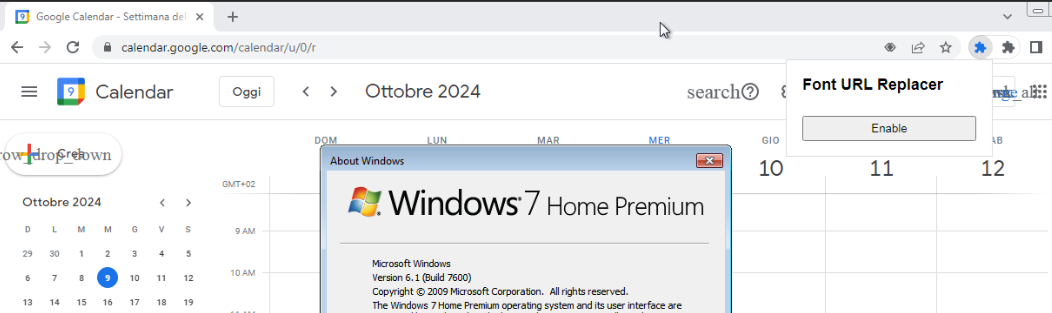 Google Calendar - Settimana del
calendar.google.com/calendar/u/0/r
Font URL Replacer
Enable
Calendar
Oggi
Ottobre 2024
search
Crea
row_drop_down
DOM LUN MAR MER GIO AB
10 11 12
GMT+02
Ottobre 2024
D L M M G V S
29 30 1 2 3 4 5
6 7 8 9 10 11 12
13 14 15 16 17 18 19
9 AM
10 AM
About Windows
Windows 7 Home Premium
Microsoft Windows
Version 6.1 (Build 7600)
Copyright © 2009 Microsoft Corporation. All rights reserved.
The Windows 7 Home Premium operating system and its user interface are